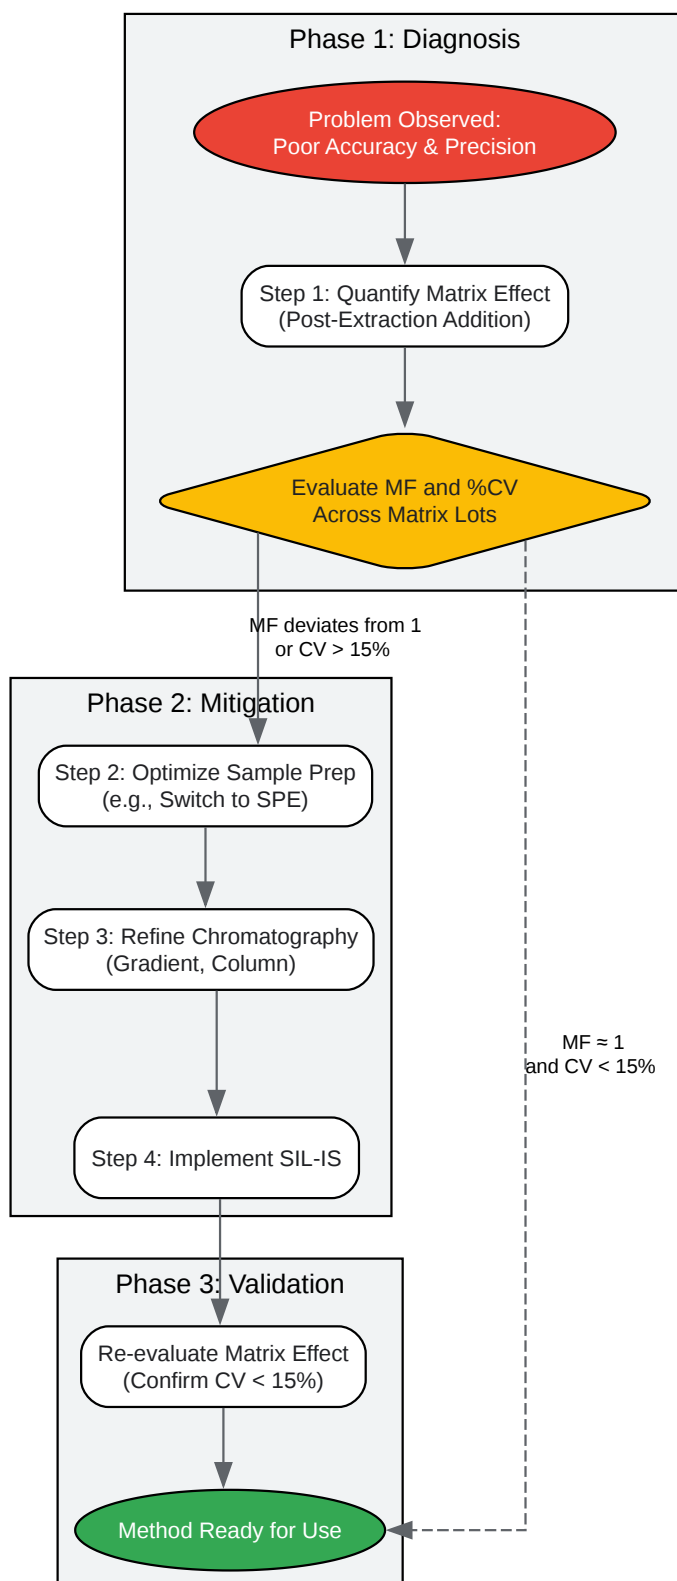 Phase 1: Diagnosis
Problem Observed:
Poor Accuracy & Precision
Step 1: Quantify Matrix Effect
(Post-Extraction Addition)
Evaluate MF and %CV
Across Matrix Lots
MF deviates from 1
or CV > 15%
Phase 2: Mitigation
Step 2: Optimize Sample Prep
(e.g., Switch to SPE)
Step 3: Refine Chromatography
(Gradient, Column)
MF ≈ 1
and CV < 15%
Step 4: Implement SIL-IS
Phase 3: Validation
Re-evaluate Matrix Effect
(Confirm CV < 15%)
Method Ready for Use